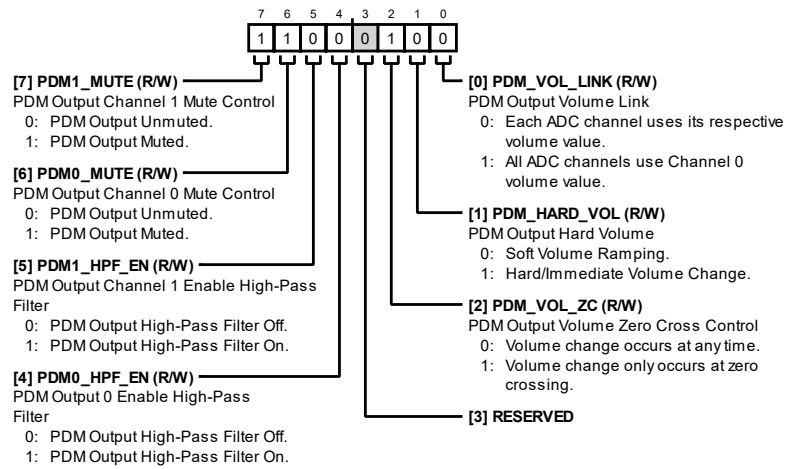 7 6 5 4 3 2 1 0
1 1 0 0 0 1 0 0
[7] PDM1_MUTE (R/W)
PDM Output Channel 1 Mute Control
0: PDM Output Unmuted.
1: PDM Output Muted.
[6] PDM0_MUTE (R/W)
PDM Output Channel 0 Mute Control
0: PDM Output Unmuted.
1: PDM Output Muted.
[5] PDM1_HPF_EN (R/W)
PDM Output Channel 1 Enable High-Pass
Filter
0: PDM Output High-Pass Filter Off.
1: PDM Output High-Pass Filter On.
[4] PDM0_HPF_EN (R/W)
PDM Output 0 Enable High-Pass
Filter
0: PDM Output High-Pass Filter Off.
1: PDM Output High-Pass Filter On.
[0] PDM_VOL_LINK (R/W)
PDM Output Volume Link
0: Each ADC channel uses its respective
volume value.
1: All ADC channels use Channel 0
volume value.
[1] PDM_HARD_VOL (R/W)
PDM Output Hard Volume
0: Soft Volume Ramping.
1: Hard/Immediate Volume Change.
[2] PDM_VOL_ZC (R/W)
PDM Output Volume Zero Cross Control
0: Volume change occurs at any time.
1: Volume change only occurs at zero
crossing.
[3] RESERVED